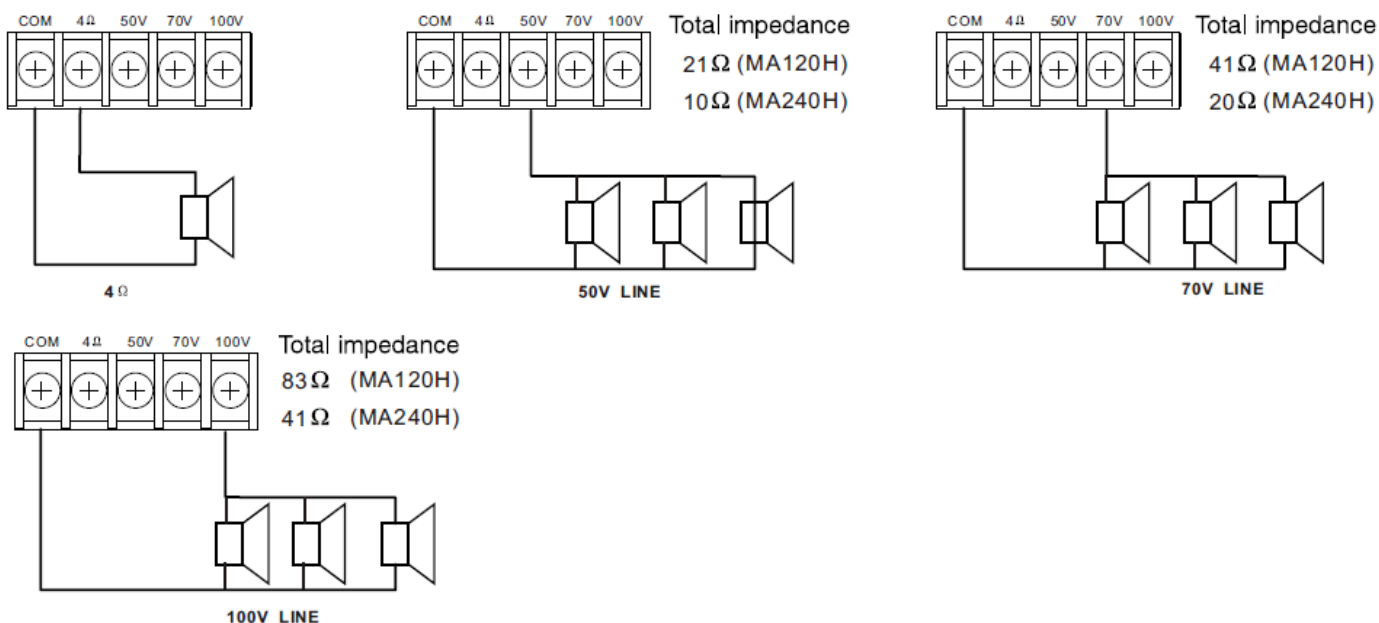 COM 4Ω 50V 70V 100V
4Ω
COM 4Ω 50V 70V 100V
Total impedance
21Ω (MA120H)
10Ω (MA240H)
50V LINE
COM 4Ω 50V 70V 100V
Total impedance
41Ω (MA120H)
20Ω (MA240H)
70V LINE
COM 4Ω 50V 70V 100V
Total impedance
83Ω (MA120H)
41Ω (MA240H)
100V LINE